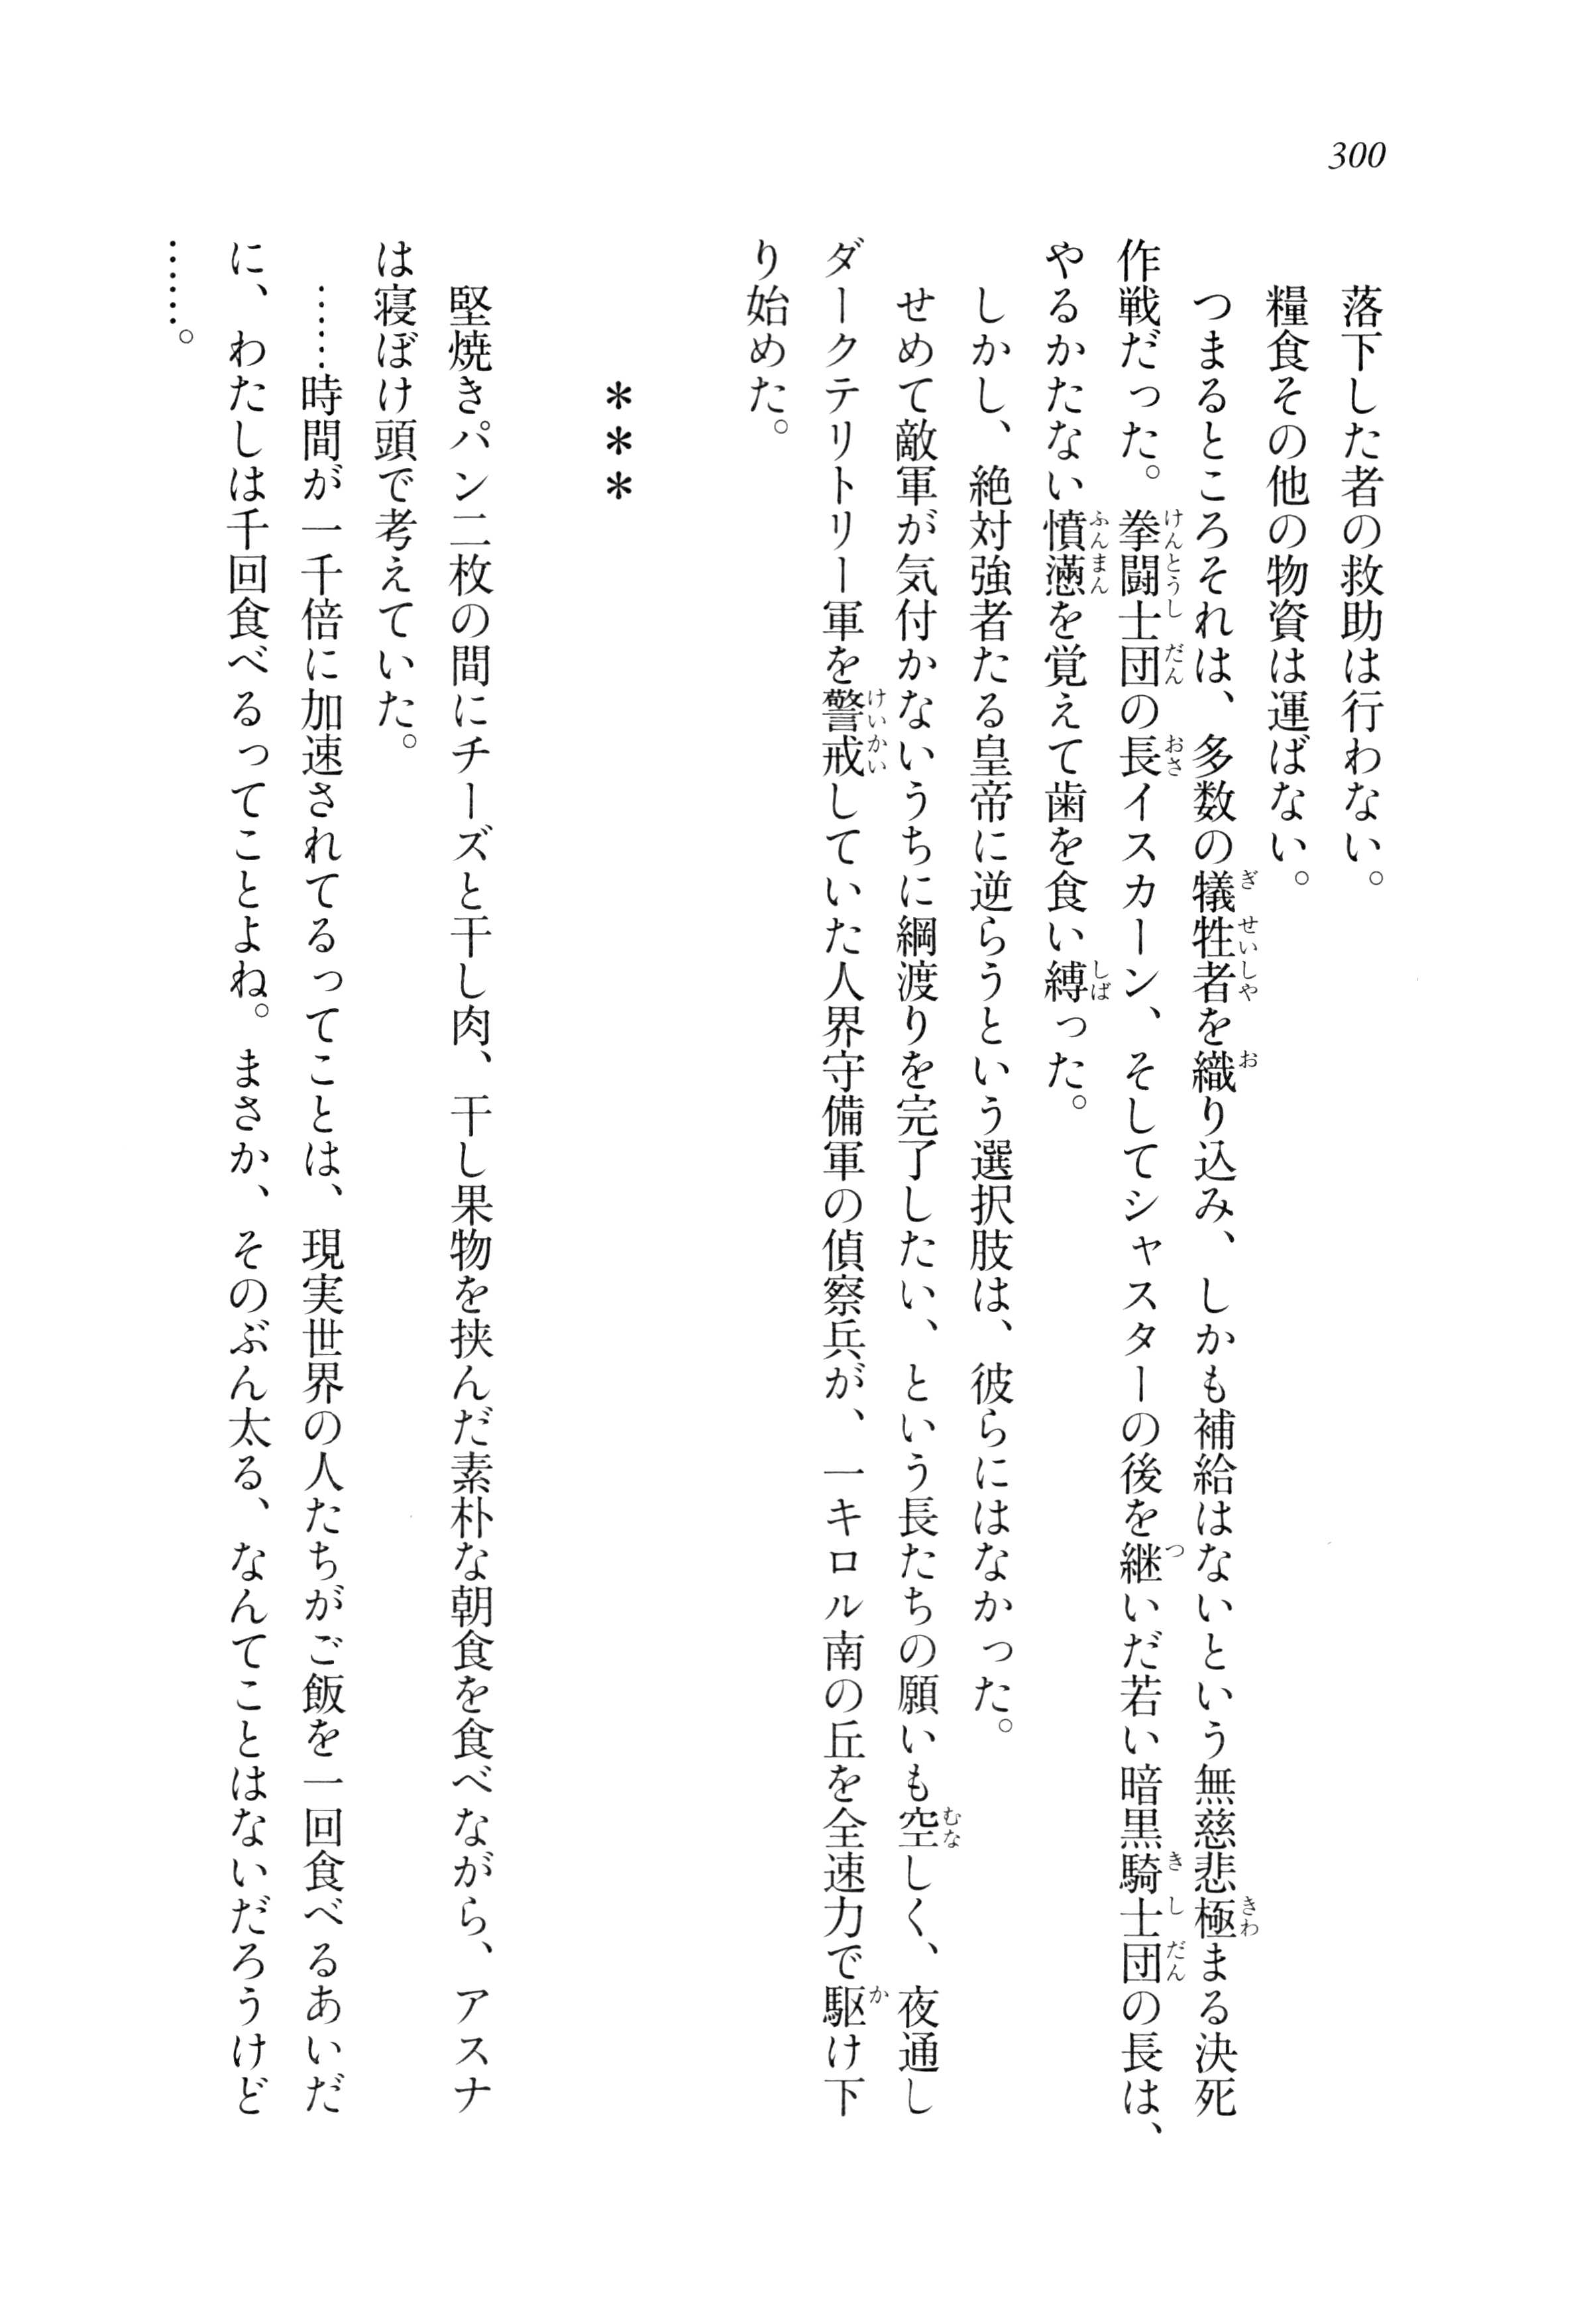 300
落下した者の救助は行わない。
糧食その他の物資は運ばない。
つまるところそれは、多数の犠牲者を織り込み、しかも補給はないという無慈悲極まる決死
作戦だった。拳闘士団の長イスカーン、そしてシャスターの後を継いだ若い暗黒騎士団の長は、
やるかたない憤懣を覚えて歯を食い縛った。
しかし、絶対強者たる皇帝に逆らうという選択肢は、彼らにはなかった。
せめて敵軍が気付かないうちに綱渡りを完了したい、という長たちの願いも空しく、夜通し
ダークテリトリー軍を警戒していた人界守備軍の偵察兵が、一キロル南の丘を全速力で駆け下
り始めた。
＊＊＊
堅焼きパン二枚の間にチーズと干し肉、干し果物を挟んだ素朴な朝食を食べながら、アスナ
は寝ぼけ頭で考えていた。
……時間が一千倍に加速されてるってことは、現実世界の人たちがご飯を一回食べるあいだ
に、わたしは千回食べるってことよね。まさか、そのぶん太る、なんてことはないだろうけど
……。